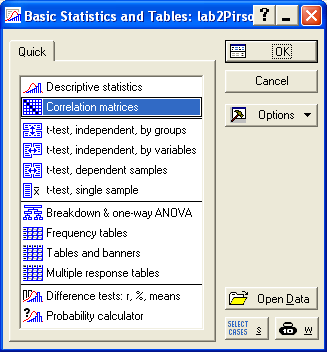 Basic Statistics and Tables: lab2Pirso
Quick
Descriptive statistics
Correlation matrices
t-test, independent, by groups
t-test, independent, by variables
t-test, dependent samples
t-test, single sample
Breakdown & one-way ANOVA
Frequency tables
Tables and banners
Multiple response tables
Difference tests: r, %, means
Probability calculator
OK
Cancel
Options
Open Data
SELECT
CASES S
W